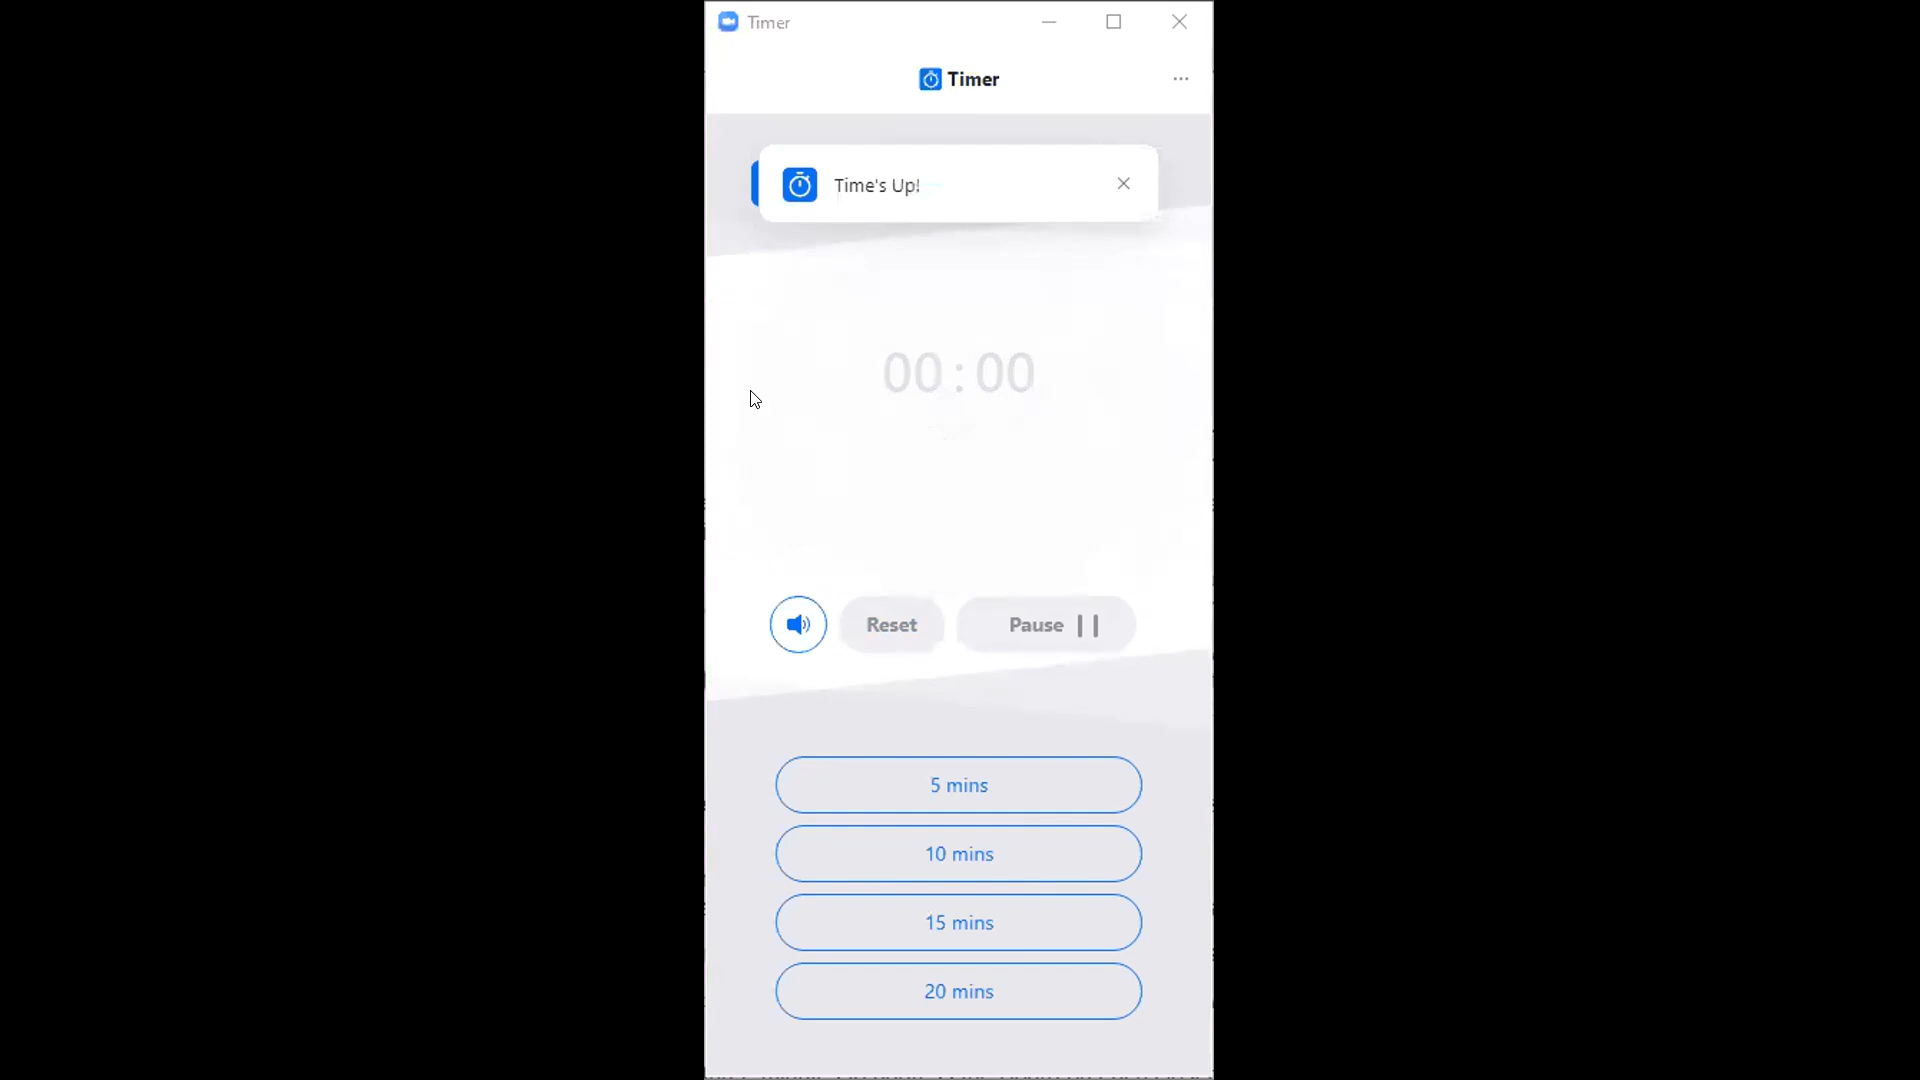 Timer
Timer
Time's Up!
00:00
Reset
Pause
5 mins
10 mins
15 mins
20 mins